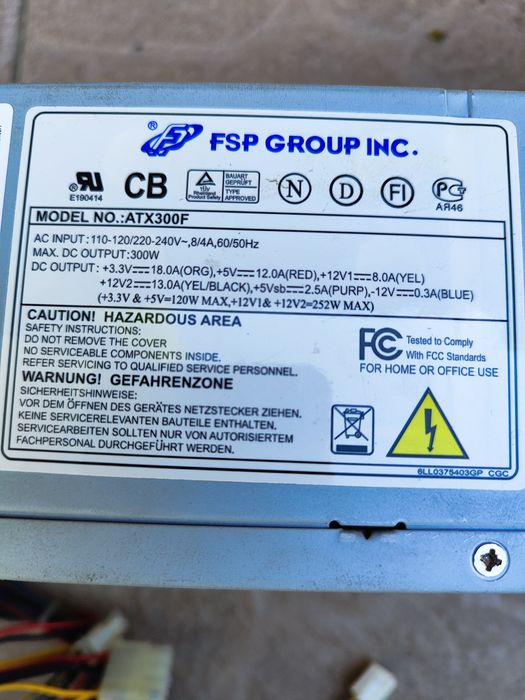 ® FSP GROUP INC.
® E190414 CB TÜV Rheinland Product Safety BAUART GEPRÜFT TYPE APPROVED N D FI PC АЯ46
MODEL NO.:ATX300F
AC INPUT:110-120/220-240V~,8/4A,60/50Hz
MAX. DC OUTPUT:300W
DC OUTPUT: +3.3V⎓18.0A(ORG),+5V⎓12.0A(RED),+12V1⎓8.0A(YEL)
+12V2⎓13.0A(YEL/BLACK),+5Vsb⎓2.5A(PURP),-12V⎓0.3A(BLUE)
(+3.3V & +5V=120W MAX,+12V1& +12V2=252W MAX)
CAUTION! HAZARDOUS AREA
SAFETY INSTRUCTIONS:
DO NOT REMOVE THE COVER
NO SERVICEABLE COMPONENTS INSIDE.
REFER SERVICING TO QUALIFIED SERVICE PERSONNEL.
FC Tested to Comply
With FCC Standards
FOR HOME OR OFFICE USE
WARNUNG! GEFAHRENZONE
SICHERHEITSHINWEISE:
VOR DEM ÖFFNEN DES GERÄTES NETZSTECKER ZIEHEN.
KEINE SERVICERELEVANTEN BAUTEILE ENTHALTEN.
SERVICEARBEITEN SOLLTEN NUR VON AUTORISIERTEM
FACHPERSONAL DURCHGEFÜHRT WERDEN.
6LL0375403GP CGC